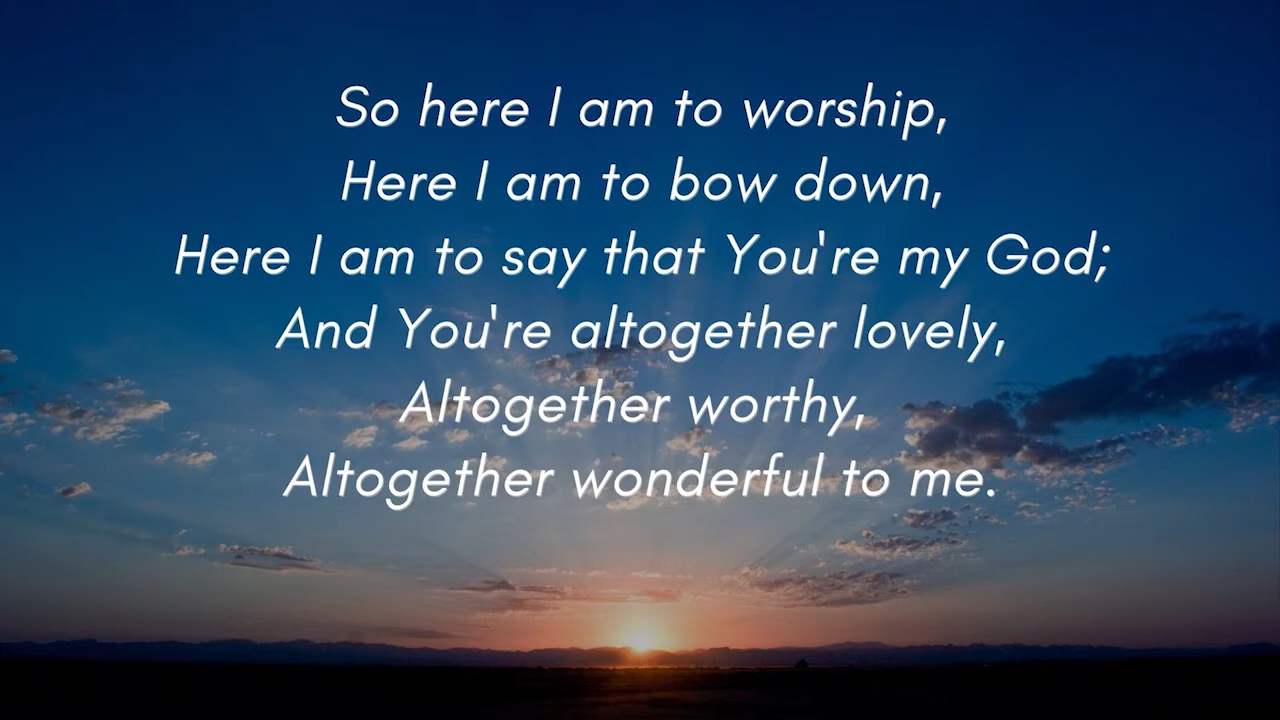 So here I am to worship,
Here I am to bow down,
Here I am to say that You're my God;
And You're altogether lovely,
Altogether worthy,
Altogether wonderful to me.